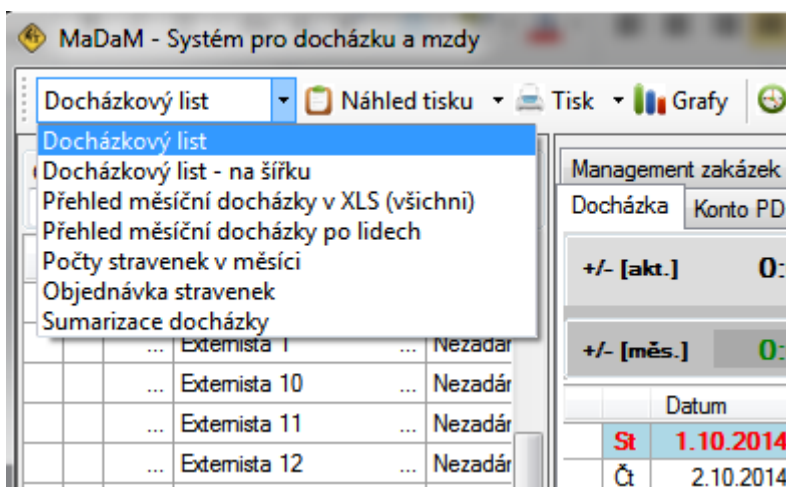 MaDaM - Systém pro docházku a mzdy
Docházkový list Náhled tisku Tisk Grafy
Docházkový list
Docházkový list - na šířku
Přehled měsíční docházky v XLS (všichni)
Přehled měsíční docházky po lidech
Počty stravenek v měsíci
Objednávka stravenek
Sumarizace docházky
... Externista 1 ... Nezadán
... Externista 10 ... Nezadán
... Externista 11 ... Nezadán
... Externista 12 ... Nezadán
Management zakázek
Docházka Konto PD
+/- [akt.] 0:
+/- [měs.] 0:
Datum
St 1.10.2014
Čt 2.10.2014